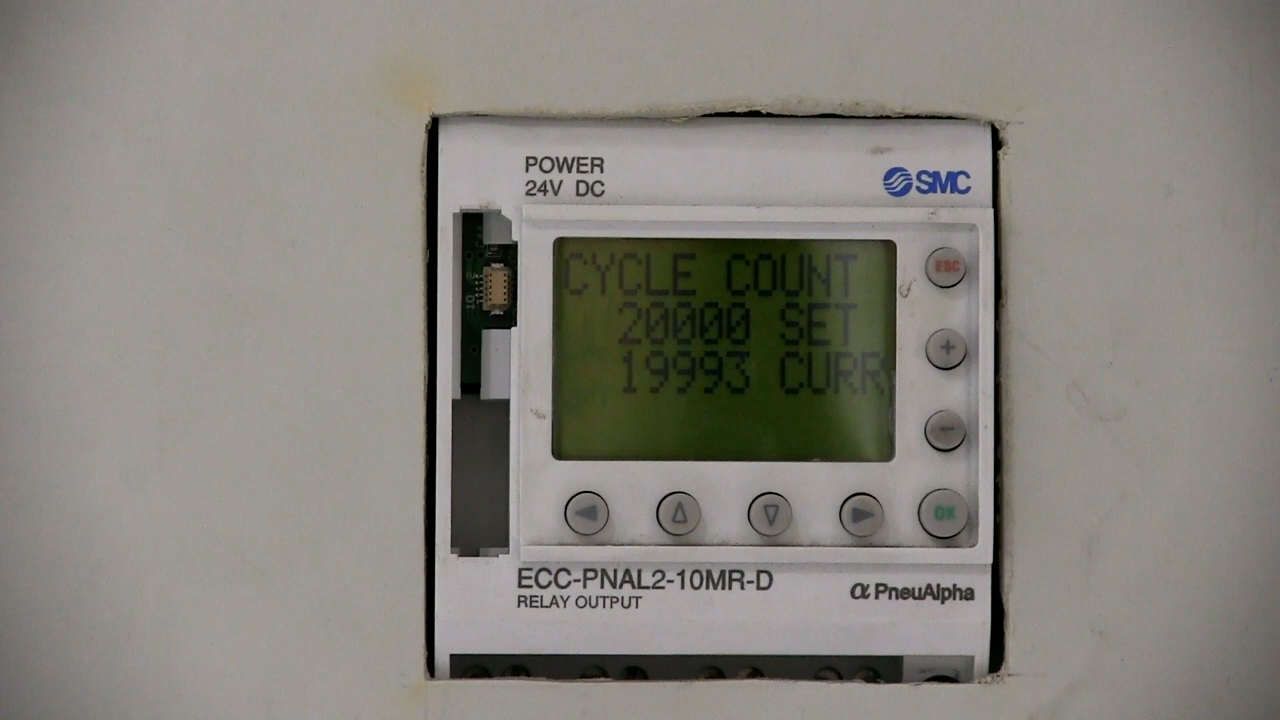 POWER
24V DC
SMC
CYCLE COUNT
20000 SET
19993 CURR
ESC
+
-
OK
ECC-PNAL2-10MR-D
RELAY OUTPUT
α PneuAlpha